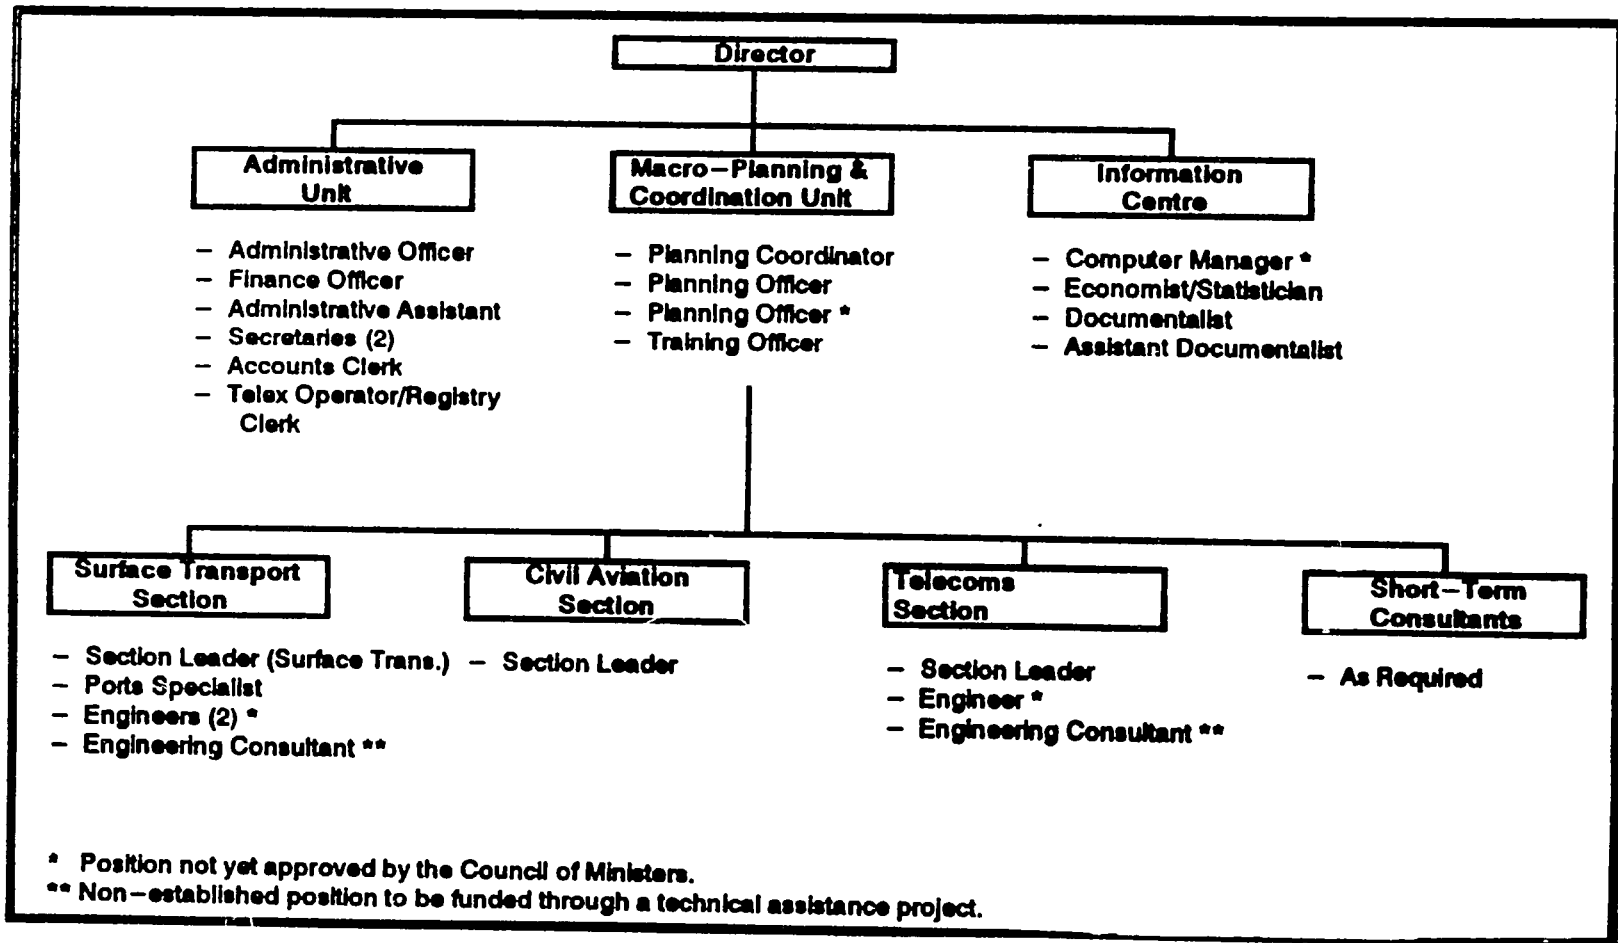 Director
Administrative
Unit
Macro-Planning &
Coordination Unit
Information
Centre
- Administrative Officer
- Finance Officer
- Administrative Assistant
- Secretaries (2)
- Accounts Clerk
- Telex Operator/Registry
Clerk
- Planning Coordinator
- Planning Officer
- Planning Officer *
- Training Officer
- Computer Manager *
- Economist/Statistician
- Documentalist
- Assistant Documentalist
Surface Transport
Section
Civil Aviation
Section
Telecoms
Section
Short-Term
Consultants
- Section Leader (Surface Trans.)
- Ports Specialist
- Engineers (2) *
- Engineering Consultant **
- Section Leader
- Section Leader
- Engineer *
- Engineering Consultant **
- As Required
* Position not yet approved by the Council of Ministers.
** Non-established position to be funded through a technical assistance project.